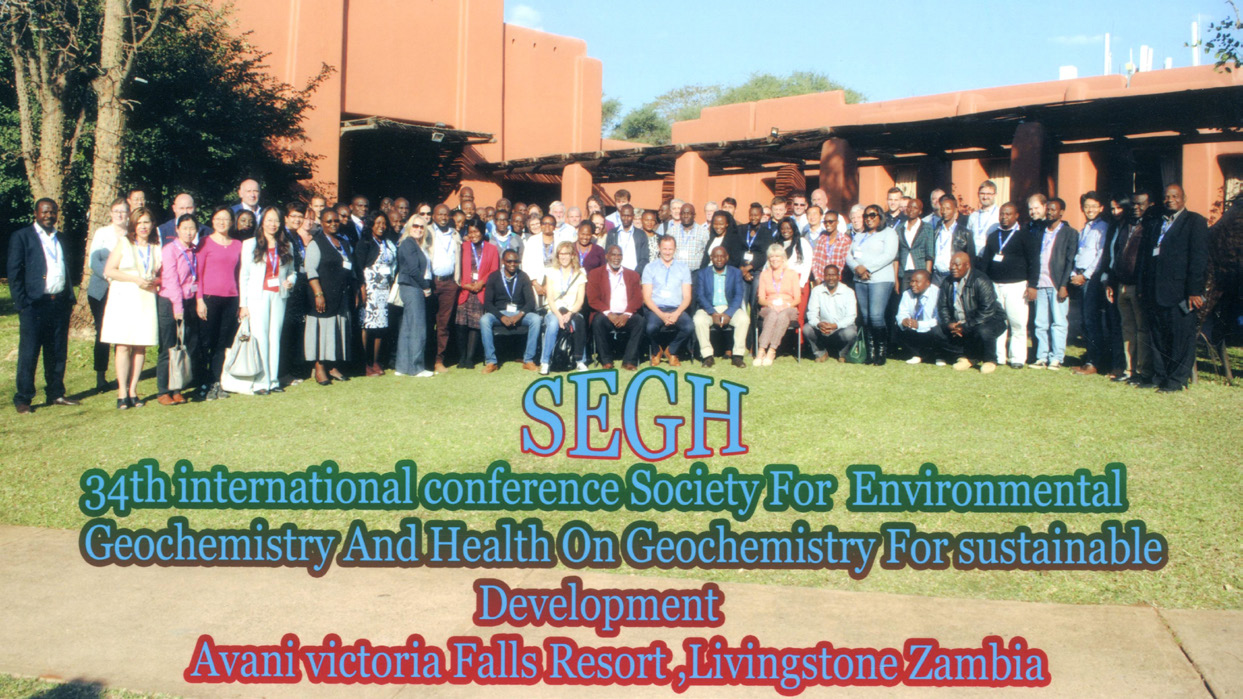 SEGH
34th international conference Society For Environmental
Geochemistry And Health On Geochemistry For sustainable
Development
Avani victoria Falls Resort ,Livingstone Zambia